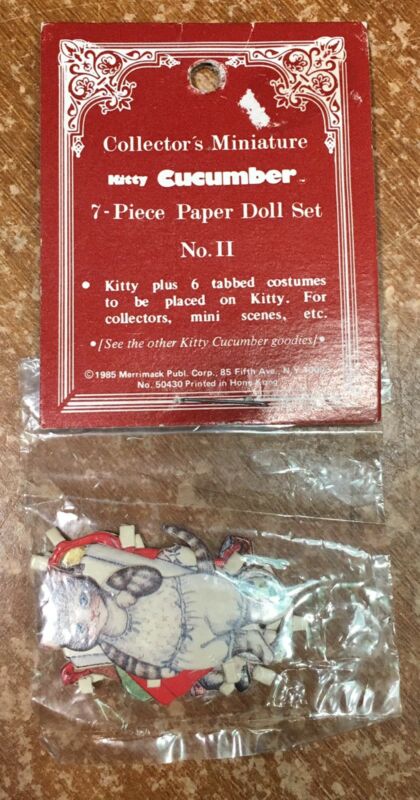 Collector's Miniature
Kitty Cucumber™
7-Piece Paper Doll Set
No. II
• Kitty plus 6 tabbed costumes
to be placed on Kitty. For
collectors, mini scenes, etc.
• [See the other Kitty Cucumber goodies] •
©1985 Merrimack Publ. Corp., 85 Fifth Ave., N.Y.
No. 50430 Printed in Hong Kong